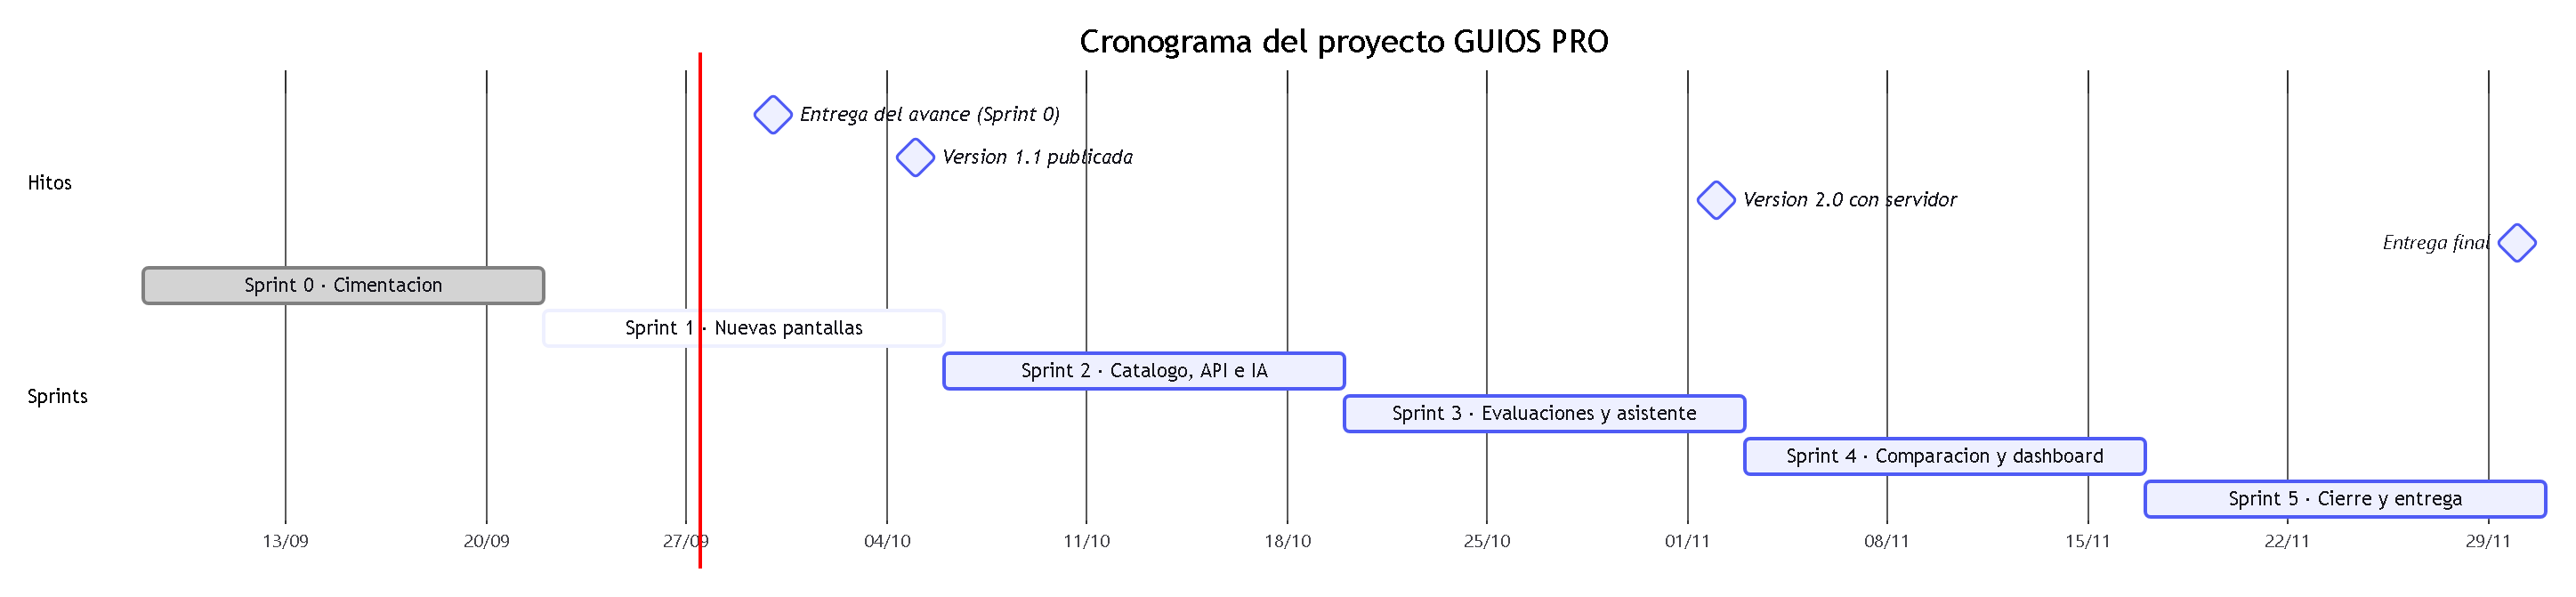 Cronograma del proyecto GUIOS PRO
Entrega del avance (Sprint 0)
Version 1.1 publicada
Hitos
Version 2.0 con servidor
Entrega final
Sprint 0 · Cimentacion
Sprint 1 · Nuevas pantallas
Sprint 2 · Catalogo, API e IA
Sprints
Sprint 3 · Evaluaciones y asistente
Sprint 4 · Comparacion y dashboard
Sprint 5 · Cierre y entrega
13/09 20/09 27/09 04/10 11/10 18/10 25/10 01/11 08/11 15/11 22/11 29/11